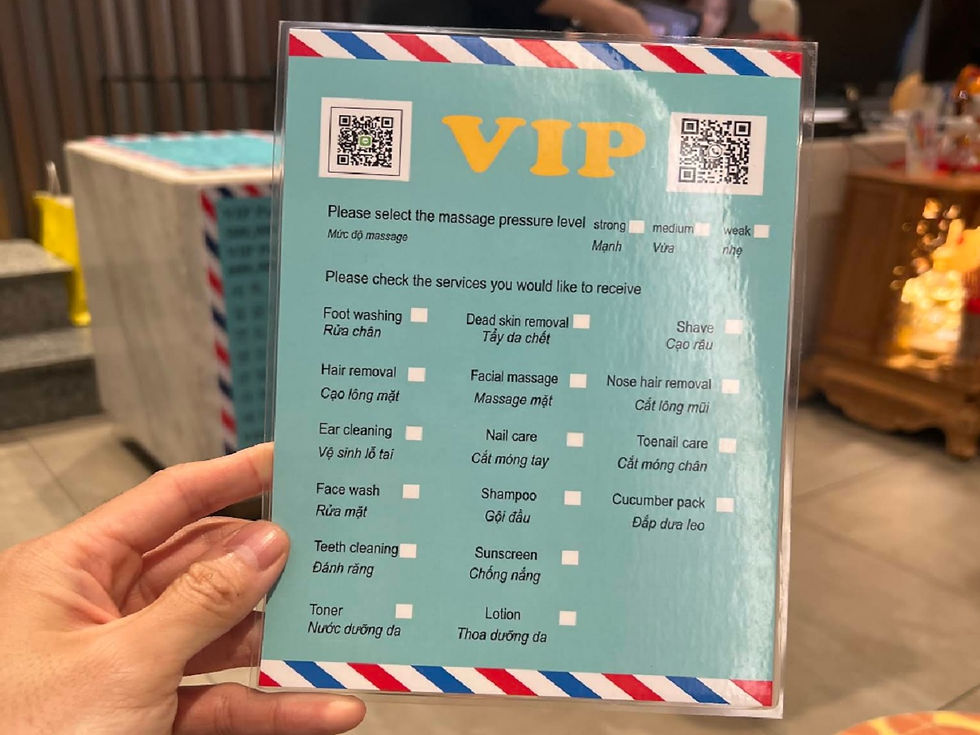 VIP
Please select the massage pressure level strong medium weak
Mức độ massage Mạnh Vừa nhẹ
Please check the services you would like to receive
Foot washing Dead skin removal Shave
Rửa chân Tẩy da chết Cạo râu
Hair removal Facial massage Nose hair removal
Cạo lông mặt Massage mặt Cắt lông mũi
Ear cleaning Nail care Toenail care
Vệ sinh lỗ tai Cắt móng tay Cắt móng chân
Face wash Shampoo Cucumber pack
Rửa mặt Gội đầu Đắp dưa leo
Teeth cleaning Sunscreen
Đánh răng Chống nắng
Toner Lotion
Nước dưỡng da Thoa dưỡng da